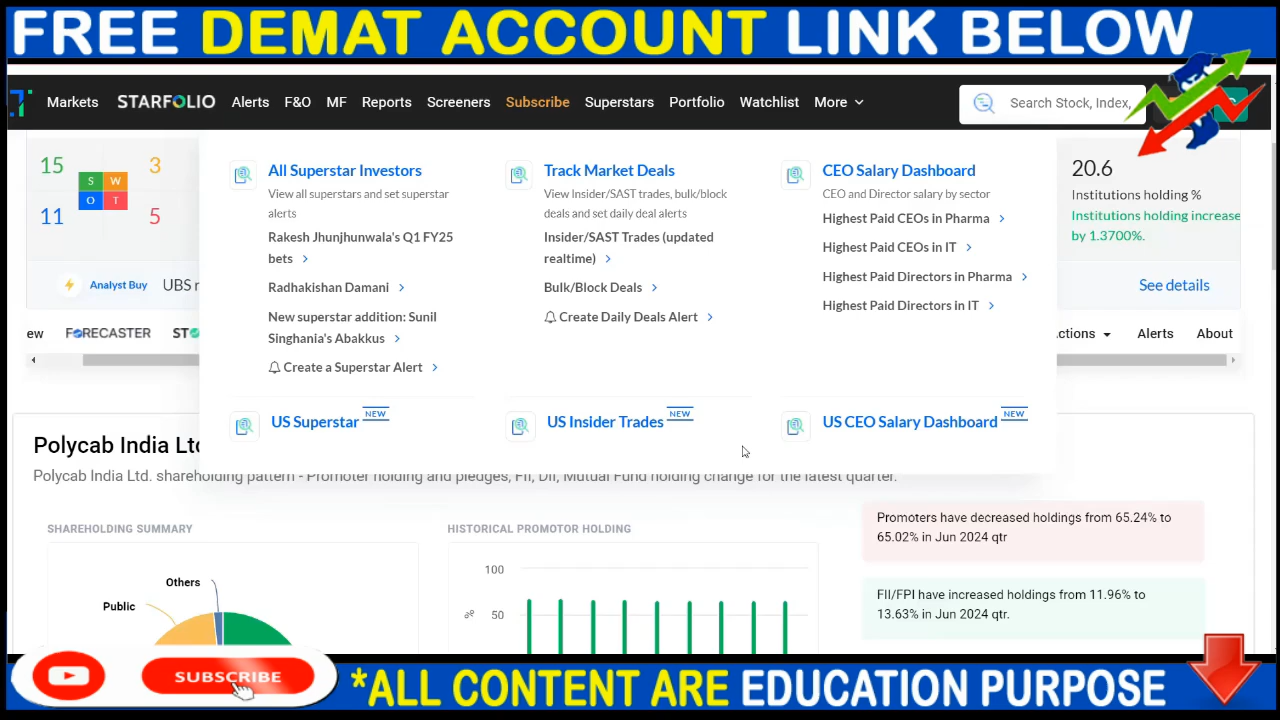 FREE DEMAT ACCOUNT LINK BELOW
Markets STARFOLIO Alerts F&O MF Reports Screeners Subscribe Superstars Portfolio Watchlist More
Search Stock, Index,
15 3
S W
O T
11 5
Analyst Buy UBS
All Superstar Investors
View all superstars and set superstar
alerts
Rakesh Jhunjhunwala's Q1 FY25
bets
Radhakishan Damani
New superstar addition: Sunil
Singhania's Abakkus
Create a Superstar Alert
Track Market Deals
View Insider/SAST trades, bulk/block
deals and set daily deal alerts
Insider/SAST Trades (updated
realtime)
Bulk/Block Deals
Create Daily Deals Alert
CEO Salary Dashboard
CEO and Director salary by sector
Highest Paid CEOs in Pharma
Highest Paid CEOs in IT
Highest Paid Directors in Pharma
Highest Paid Directors in IT
20.6
Institutions holding %
Institutions holding increase
by 1.3700%.
See details
ew FORECASTER ST ctions Alerts About
US Superstar NEW
US Insider Trades NEW
US CEO Salary Dashboard NEW
Polycab India Ltd
Polycab India Ltd. shareholding pattern - Promoter holding and pledges, FII, DII, Mutual Fund holding change for the latest quarter.
SHAREHOLDING SUMMARY
Others
Public
HISTORICAL PROMOTOR HOLDING
100
%
50
Promoters have decreased holdings from 65.24% to
65.02% in Jun 2024 qtr
FII/FPI have increased holdings from 11.96% to
13.63% in Jun 2024 qtr.
SUBSCRIBE
*ALL CONTENT ARE EDUCATION PURPOSE